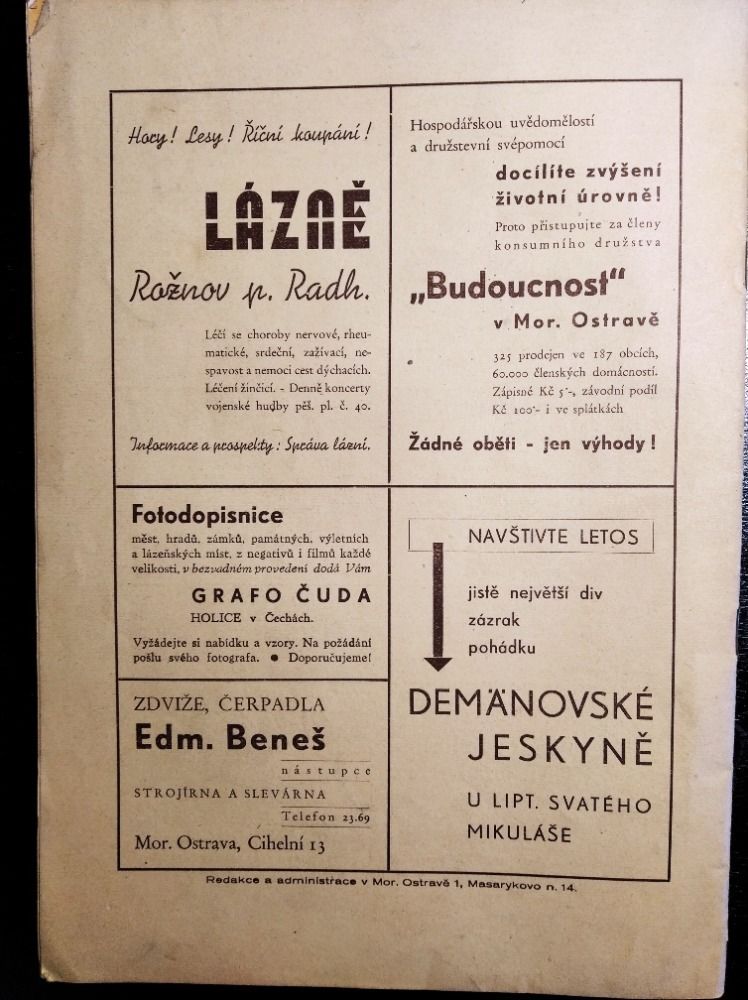 Hory! Lesy! Říční koupání!
LÁZNĚ
Rožnov p. Radh.
Léčí se choroby nervové, rheu-
matické, srdeční, zažívací, ne-
spavost a nemoci cest dýchacích.
Léčení žinčicí. - Denně koncerty
vojenské hudby pěš. pl. č. 40.
Informace a prospekty: Správa lázní.
Hospodářskou uvědomělostí
a družstevní svépomocí
docílíte zvýšení
životní úrovně!
Proto přistupujte za členy
konsumního družstva
„Budoucnost“
v Mor. Ostravě
325 prodejen ve 187 obcích,
60.000 členských domácností.
Zápisné Kč 5·-, závodní podíl
Kč 100·- i ve splátkách
Žádné oběti - jen výhody!
Fotodopisnice
měst, hradů, zámků, památných, výletních
a lázeňských míst, z negativů i filmů každé
velikosti, v bezvadném provedení dodá Vám
GRAFO ČUDA
HOLICE v Čechách.
Vyžádejte si nabídku a vzory. Na požádání
pošlu svého fotografa. ● Doporučujeme!
ZDVIŽE, ČERPADLA
Edm. Beneš
nástupce
STROJÍRNA A SLEVÁRNA
Telefon 23.69
Mor. Ostrava, Cihelní 13
NAVŠTIVTE LETOS
jistě největší div
zázrak
pohádku
DEMÄNOVSKÉ
JESKYNĚ
U LIPT. SVATÉHO
MIKULÁŠE
Redakce a administrace v Mor. Ostravě 1, Masarykovo n. 14.